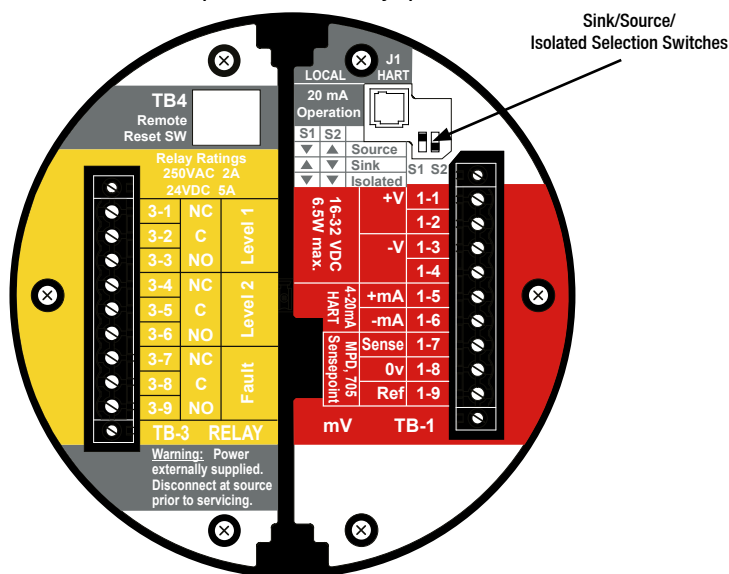 Sink/Source/
Isolated Selection Switches
J1
LOCAL HART
20 mA
Operation
S1 S2
Source
Sink
Isolated
S1 S2
TB4
Remote
Reset SW
Relay Ratings
250VAC 2A
24VDC 5A
3-1 NC
3-2 C
3-3 NO
Level 1
3-4 NC
3-5 C
3-6 NO
Level 2
3-7 NC
3-8 C
3-9 NO
Fault
TB-3 RELAY
Warning: Power
externally supplied.
Disconnect at source
prior to servicing.
16-32 VDC
6.5W max.
+V 1-1
1-2
-V 1-3
1-4
4-20mA
HART
+mA 1-5
-mA 1-6
MPD, 705
Sensepoint
Sense 1-7
0v 1-8
Ref 1-9
mV TB-1